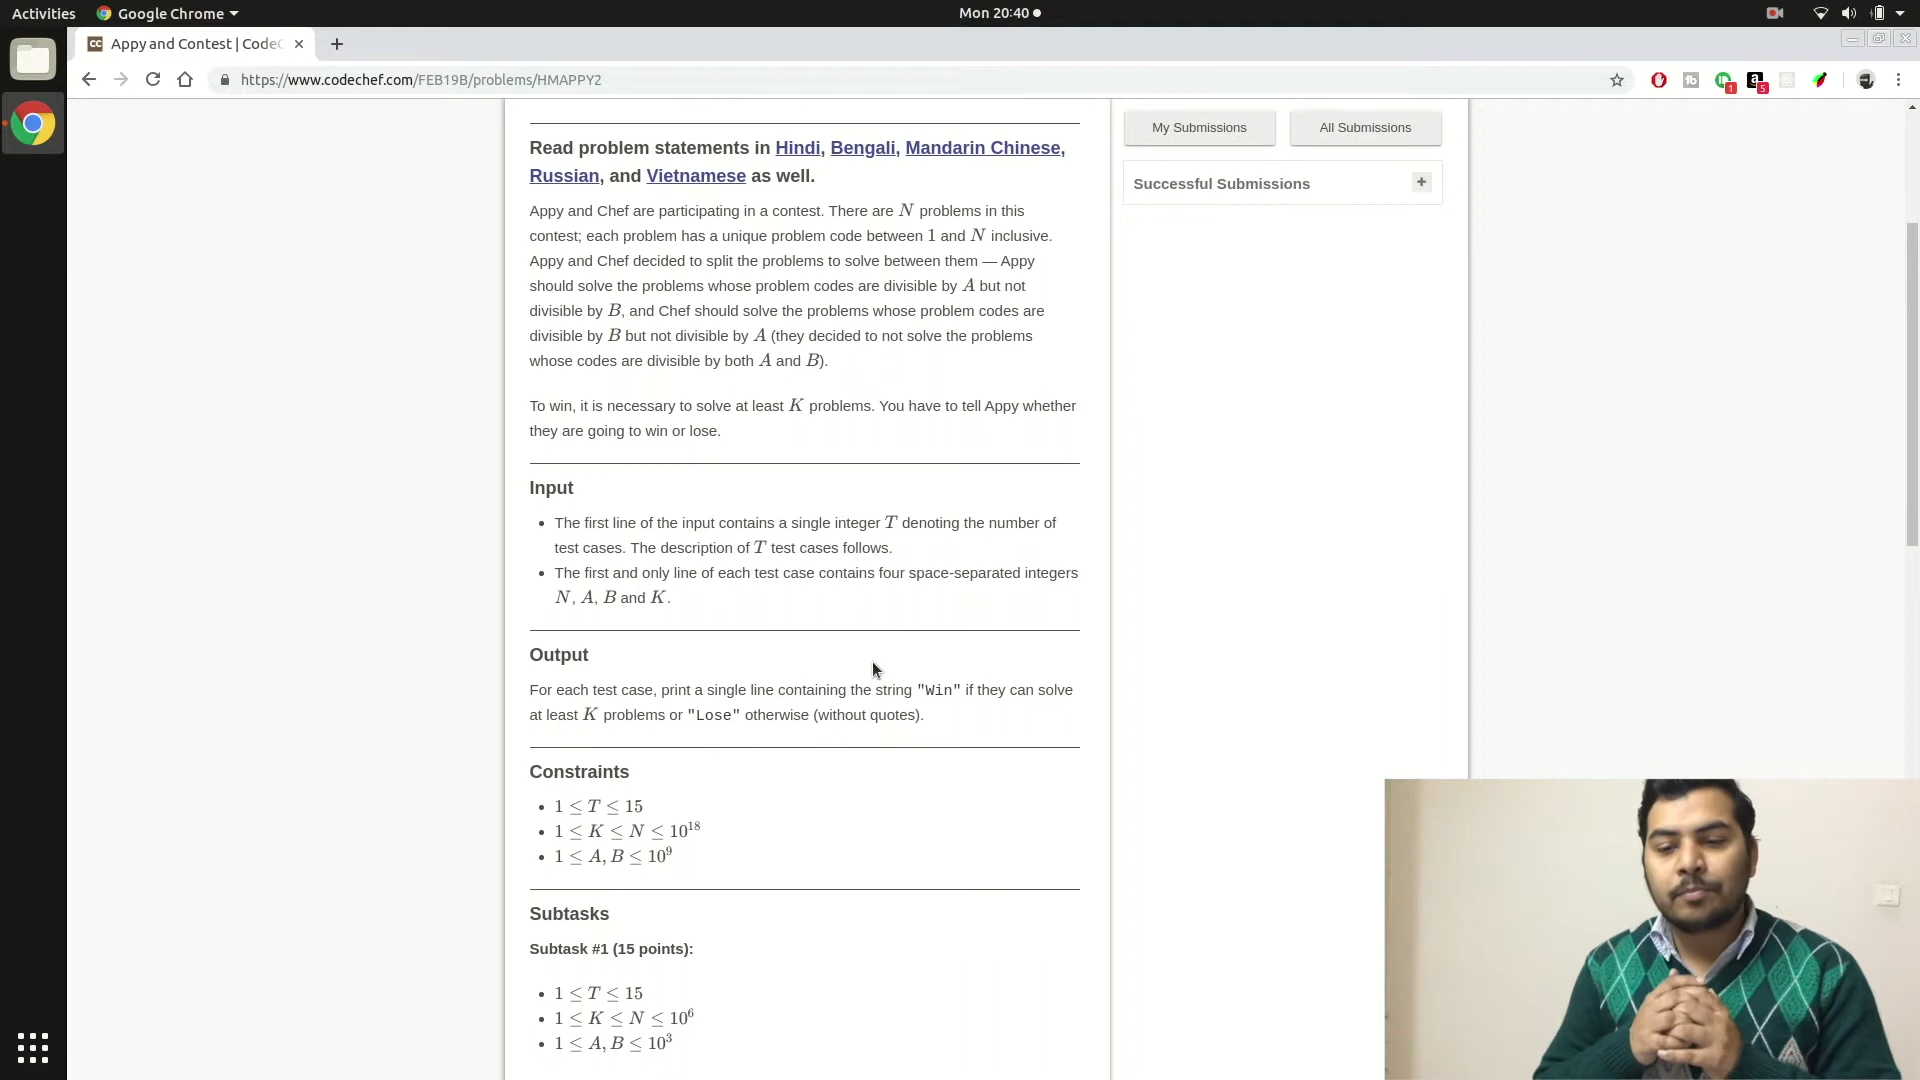 Activities Google Chrome Mon 20:40
Appy and Contest | CodeC
https://www.codechef.com/FEB19B/problems/HMAPPY2
1 5
My Submissions All Submissions
Successful Submissions +
Read problem statements in Hindi, Bengali, Mandarin Chinese,
Russian, and Vietnamese as well.
Appy and Chef are participating in a contest. There are N problems in this
contest; each problem has a unique problem code between 1 and N inclusive.
Appy and Chef decided to split the problems to solve between them — Appy
should solve the problems whose problem codes are divisible by A but not
divisible by B, and Chef should solve the problems whose problem codes are
divisible by B but not divisible by A (they decided to not solve the problems
whose codes are divisible by both A and B).
To win, it is necessary to solve at least K problems. You have to tell Appy whether
they are going to win or lose.
Input
• The first line of the input contains a single integer T denoting the number of
test cases. The description of T test cases follows.
• The first and only line of each test case contains four space-separated integers
N, A, B and K.
Output
For each test case, print a single line containing the string "Win" if they can solve
at least K problems or "Lose" otherwise (without quotes).
Constraints
• 1 ≤ T ≤ 15
• 1 ≤ K ≤ N ≤ 10^18
• 1 ≤ A, B ≤ 10^9
Subtasks
Subtask #1 (15 points):
• 1 ≤ T ≤ 15
• 1 ≤ K ≤ N ≤ 10^6
• 1 ≤ A, B ≤ 10^3